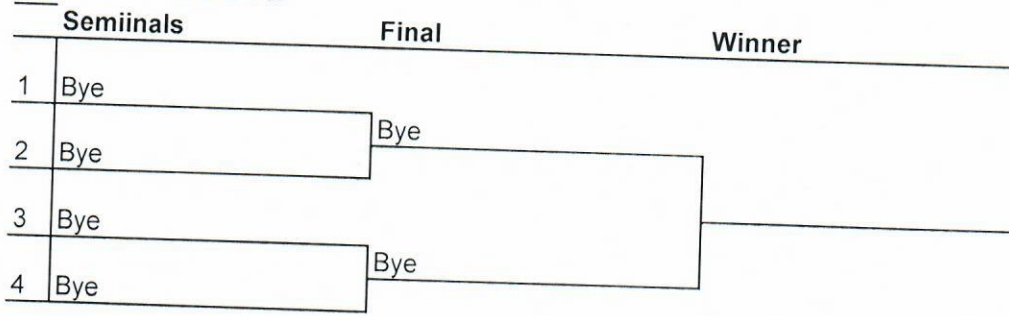 Semiinals Final Winner
1 Bye
Bye
2 Bye
3 Bye
Bye
4 Bye